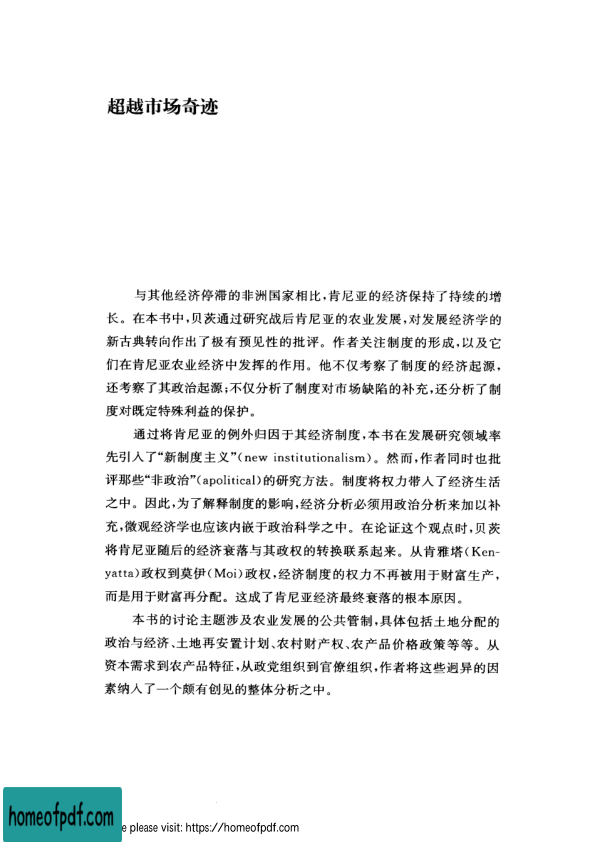 超越市场奇迹
与其他经济停滞的非洲国家相比，肯尼亚的经济保持了持续的增
长。在本书中，贝茨通过研究战后肯尼亚的农业发展，对发展经济学的
新古典转向作出了极有预见性的批评。作者关注制度的形成，以及它
们在肯尼亚农业经济中发挥的作用。他不仅考察了制度的经济起源，
还考察了其政治起源；不仅分析了制度对市场缺陷的补充，还分析了制
度对既定特殊利益的保护。
通过将肯尼亚的例外归因于其经济制度，本书在发展研究领域率
先引入了“新制度主义”（new institutionalism）。然而，作者同时也批
评那些“非政治”（apolitical）的研究方法。制度将权力带入了经济生活
之中。因此，为了解释制度的影响，经济分析必须用政治分析来加以补
充，微观经济学也应该内嵌于政治科学之中。在论证这个观点时，贝茨
将肯尼亚随后的经济衰落与其政权的转换联系起来。从肯雅塔（Ken-
yatta）政权到莫伊（Moi）政权，经济制度的权力不再被用于财富生产，
而是用于财富再分配。这成了肯尼亚经济最终衰落的根本原因。
本书的讨论主题涉及农业发展的公共管制，具体包括土地分配的
政治与经济、土地再安置计划、农村财产权、农产品价格政策等等。从
资本需求到农产品特征，从政党组织到官僚组织，作者将这些迥异的因
素纳入了一个颇有创见的整体分析之中。
homeofpdf.com
e please visit: https://homeofpdf.com